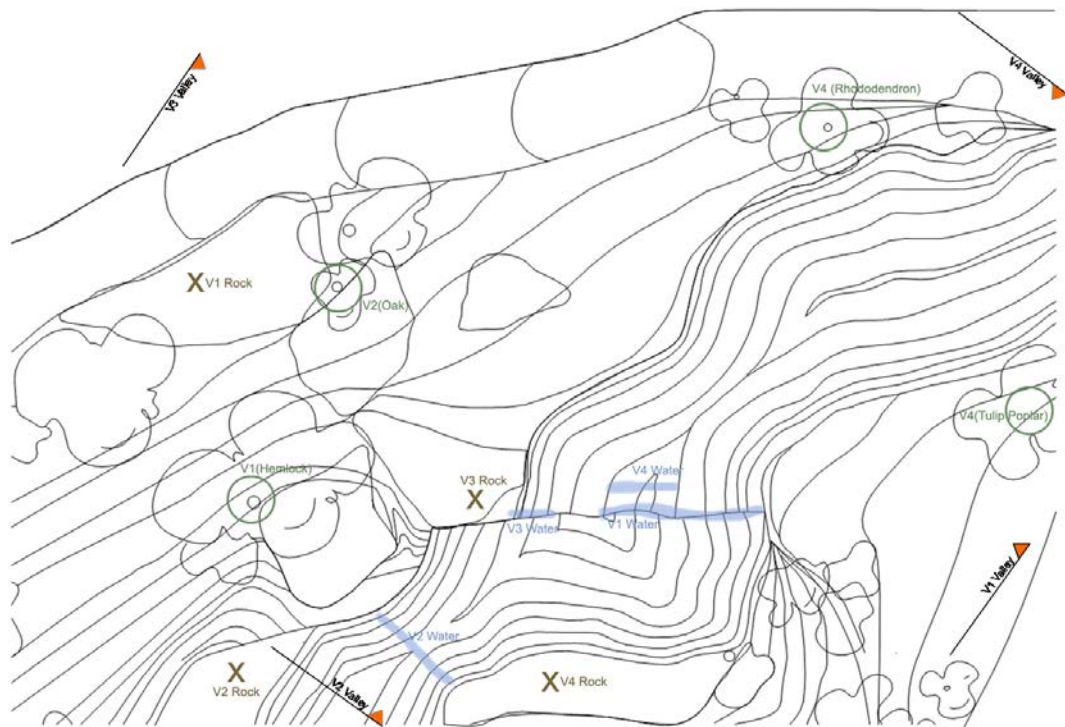 V4 (Rhododendron)
V4 Valley
V3 Valley
V1 Rock
V2(Oak)
V4(Tulip Poplar)
V1(Hemlock)
V3 Rock
V4 Water
V3 Water
V1 Water
V1 Valley
V2 Water
V2 Rock
V2 Valley
V4 Rock